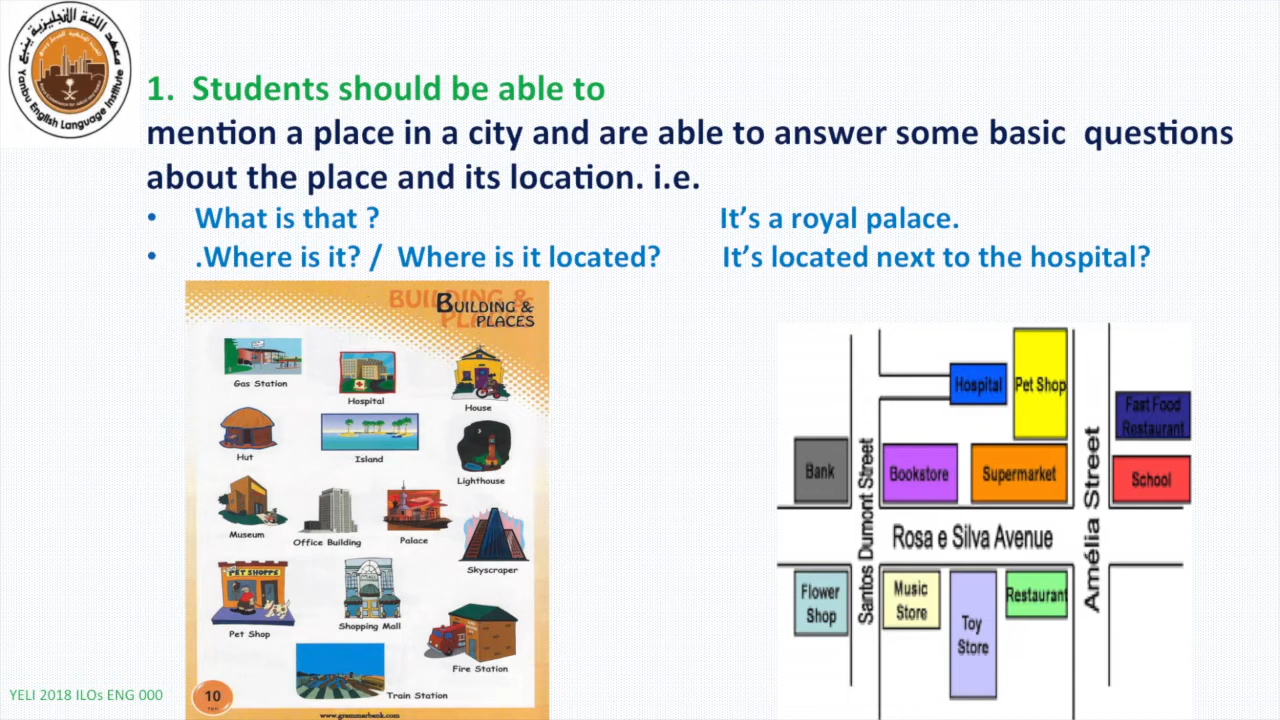 معهد اللغة الإنجليزية بينبع
Yanbu English Language Institute
1. Students should be able to
mention a place in a city and are able to answer some basic questions
about the place and its location. i.e.
• What is that ? It’s a royal palace.
• .Where is it? / Where is it located? It’s located next to the hospital?
BUILDING &
PLACES
Gas Station
Hospital
House
Hut
Island
Lighthouse
Museum
Office Building
Palace
Skyscraper
PET SHOPPE
Pet Shop
Shopping Mall
Fire Station
Train Station
10
www.grammarbank.com
Hospital
Pet Shop
Fast Food
Restaurant
Bank
Bookstore
Supermarket
School
Santos Dumont Street
Rosa e Silva Avenue
Amélia Street
Flower
Shop
Music
Store
Toy
Store
Restaurant
YELI 2018 ILOs ENG 000